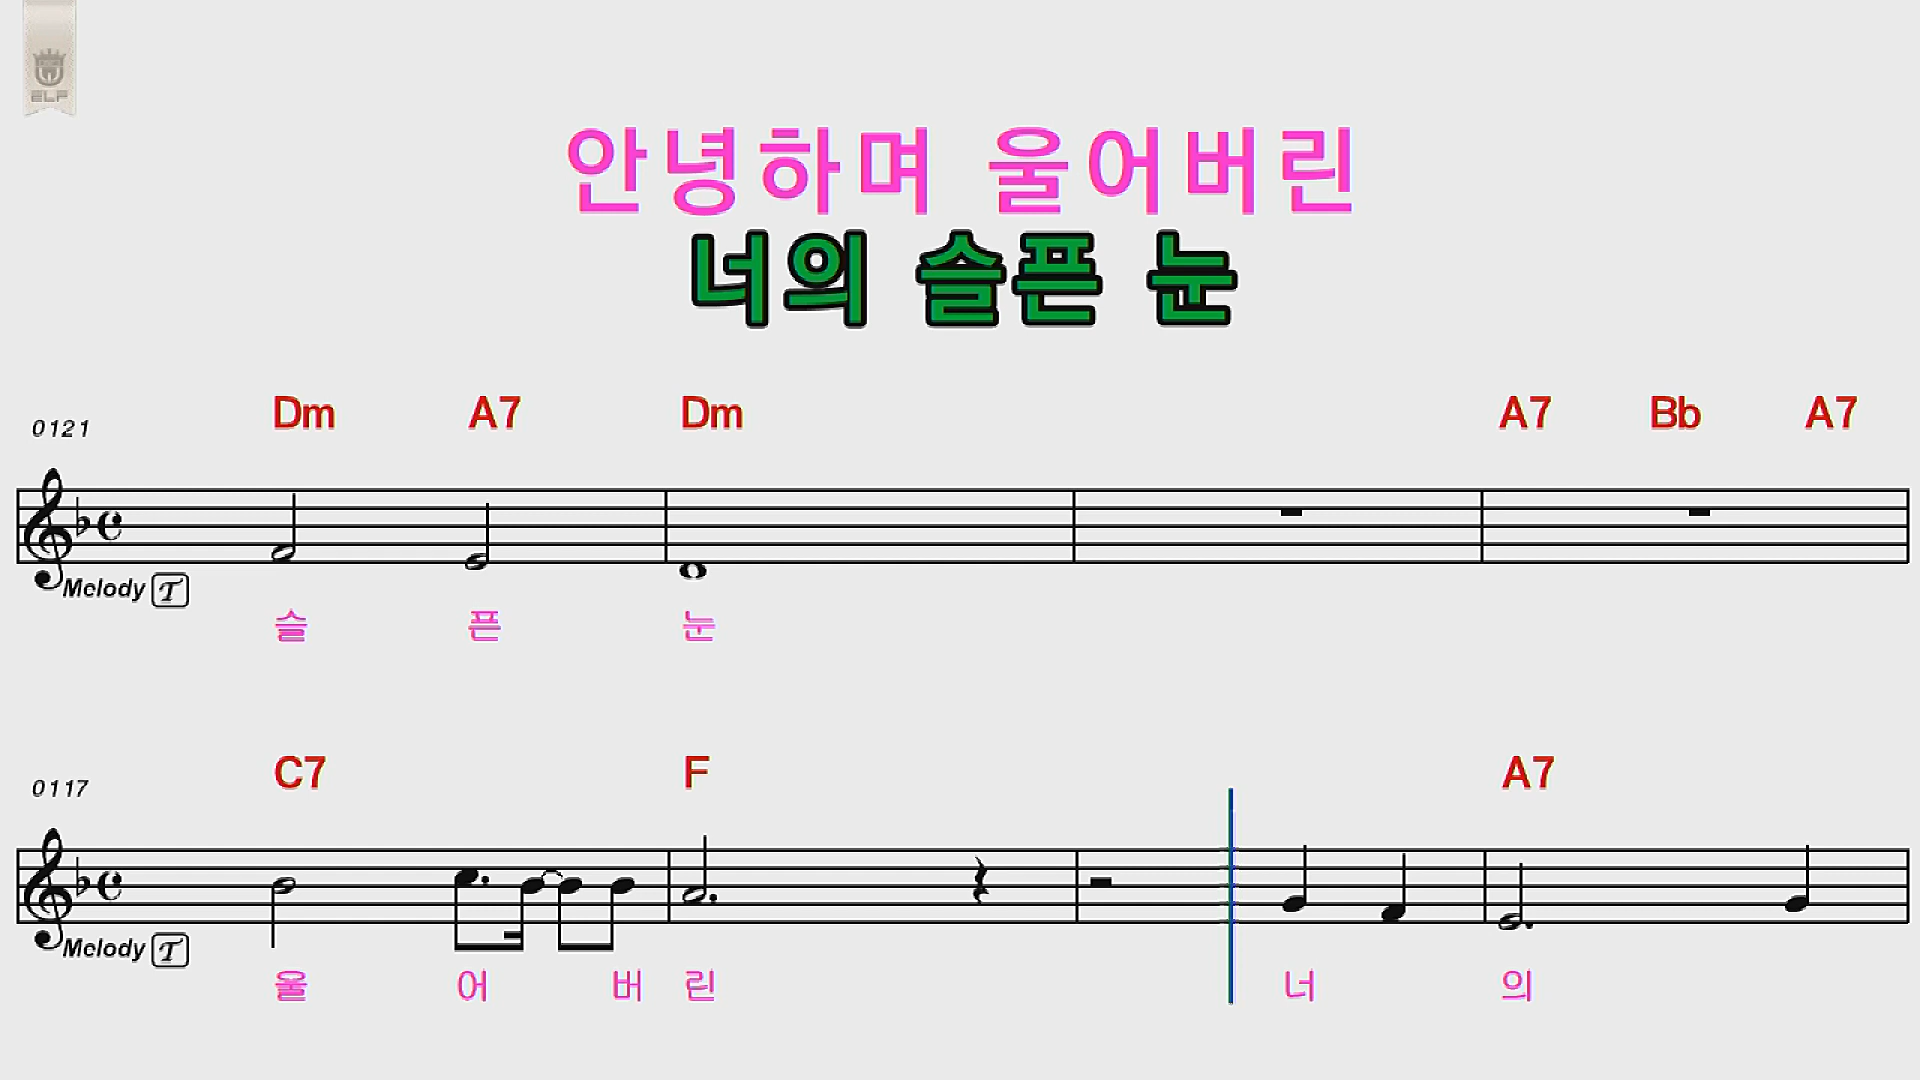 ELF
안녕하며 울어버린
너의 슬픈 눈
Dm A7 Dm A7 Bb A7
0121
Melody T
슬 픈 눈
C7 F A7
0117
Melody T
울 어 버 린 너 의